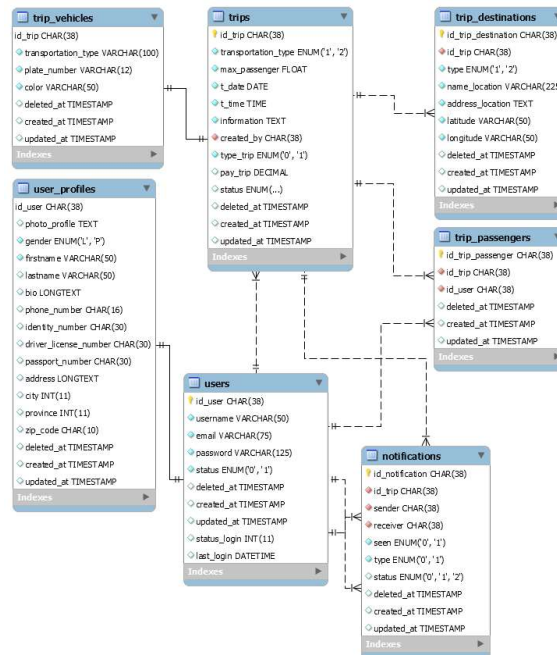 trip_vehicles
id_trip CHAR(38)
transportation_type VARCHAR(100)
plate_number VARCHAR(12)
color VARCHAR(50)
deleted_at TIMESTAMP
created_at TIMESTAMP
updated_at TIMESTAMP
Indexes
user_profiles
id_user CHAR(38)
photo_profile TEXT
gender ENUM('L', 'P')
firstname VARCHAR(50)
lastname VARCHAR(50)
bio LONGTEXT
phone_number CHAR(16)
identity_number CHAR(30)
driver_license_number CHAR(30)
passport_number CHAR(30)
address LONGTEXT
city INT(11)
province INT(11)
zip_code CHAR(10)
deleted_at TIMESTAMP
created_at TIMESTAMP
updated_at TIMESTAMP
Indexes
trips
id_trip CHAR(38)
transportation_type ENUM('1', '2')
max_passenger FLOAT
t_date DATE
t_time TIME
information TEXT
created_by CHAR(38)
type_trip ENUM('0', '1')
pay_trip DECIMAL
status ENUM(...)
deleted_at TIMESTAMP
created_at TIMESTAMP
updated_at TIMESTAMP
Indexes
users
id_user CHAR(38)
username VARCHAR(50)
email VARCHAR(75)
password VARCHAR(125)
status ENUM('0', '1')
deleted_at TIMESTAMP
created_at TIMESTAMP
updated_at TIMESTAMP
status_login INT(11)
last_login DATETIME
Indexes
trip_destinations
id_trip_destination CHAR(38)
id_trip CHAR(38)
type ENUM('1', '2')
name_location VARCHAR(225
address_location TEXT
latitude VARCHAR(50)
longitude VARCHAR(50)
deleted_at TIMESTAMP
created_at TIMESTAMP
updated_at TIMESTAMP
Indexes
trip_passengers
id_trip_passenger CHAR(38)
id_trip CHAR(38)
id_user CHAR(38)
deleted_at TIMESTAMP
created_at TIMESTAMP
updated_at TIMESTAMP
Indexes
notifications
id_notification CHAR(38)
id_trip CHAR(38)
sender CHAR(38)
receiver CHAR(38)
seen ENUM('0', '1')
type ENUM('0', '1')
status ENUM('0', '1', '2')
deleted_at TIMESTAMP
created_at TIMESTAMP
updated_at TIMESTAMP
Indexes